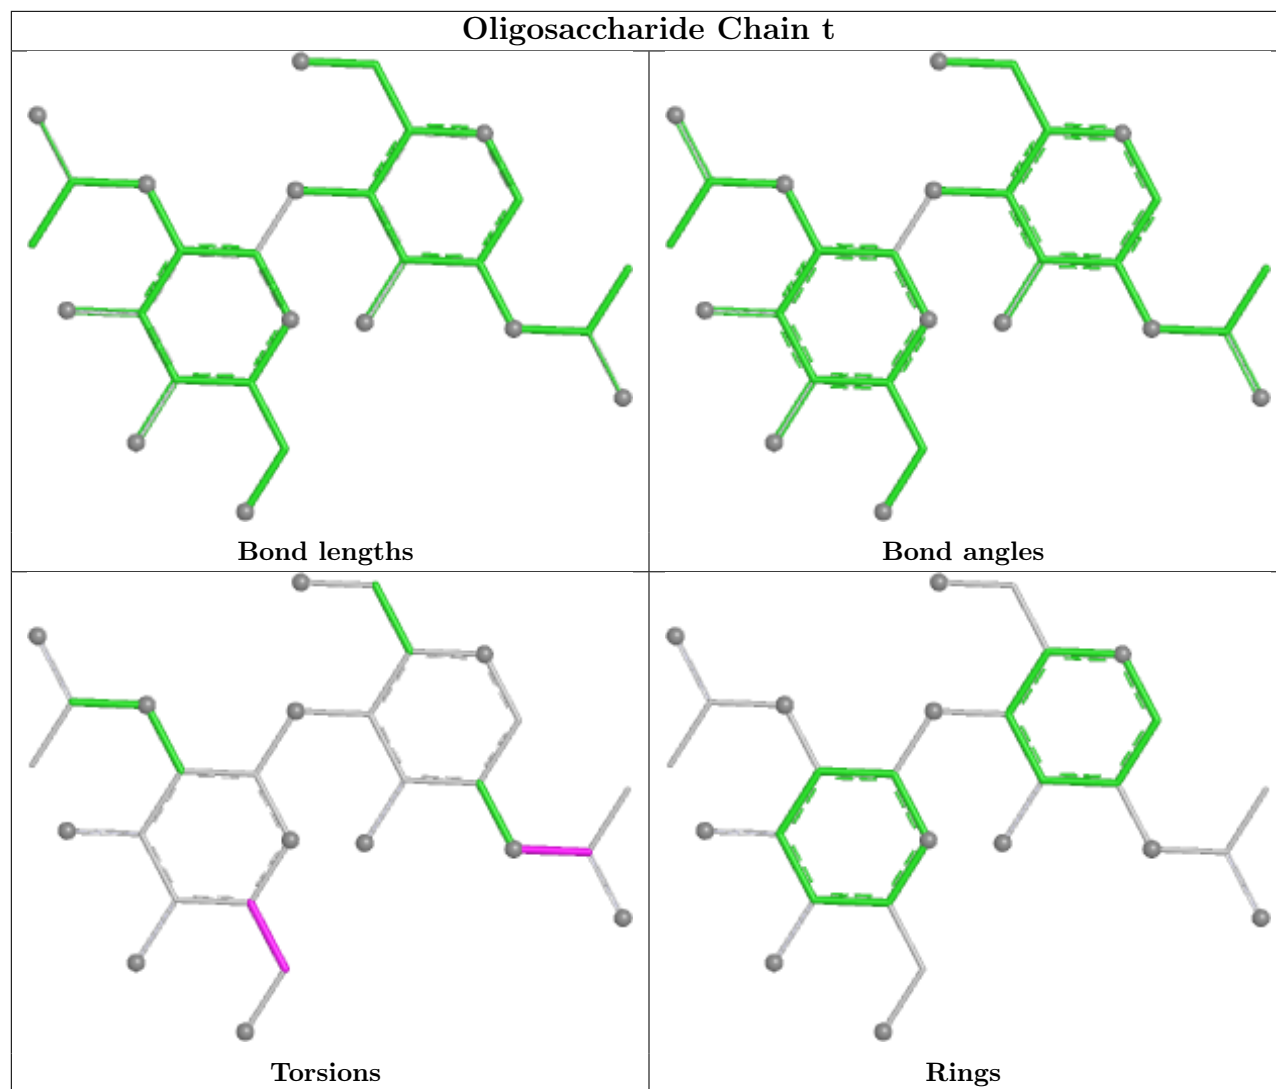 Oligosaccharide Chain t
Bond lengths
Bond angles
Torsions
Rings